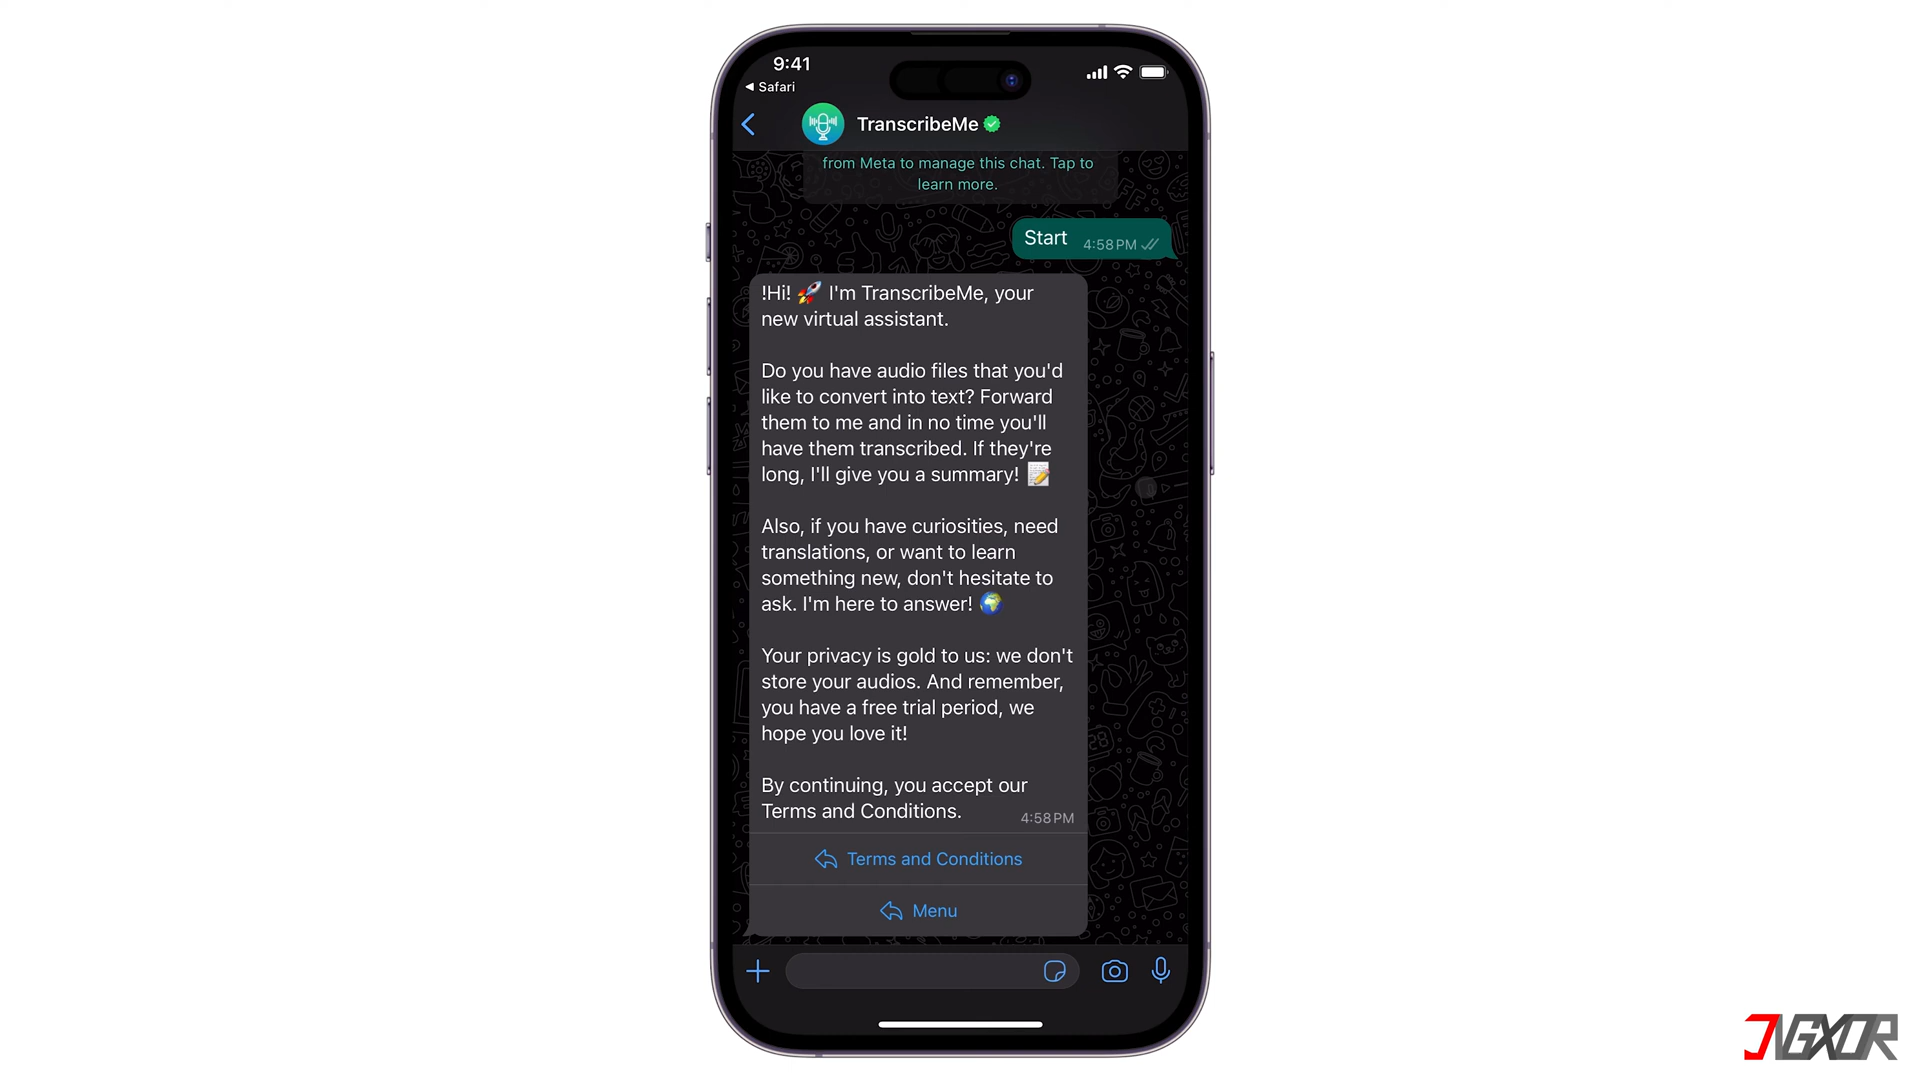 9:41
Safari
TranscribeMe
from Meta to manage this chat. Tap to
learn more.
Start 4:58 PM
!Hi! 🚀 I'm TranscribeMe, your
new virtual assistant.
Do you have audio files that you'd
like to convert into text? Forward
them to me and in no time you'll
have them transcribed. If they're
long, I'll give you a summary! 📝
Also, if you have curiosities, need
translations, or want to learn
something new, don't hesitate to
ask. I'm here to answer! 🌍
Your privacy is gold to us: we don't
store your audios. And remember,
you have a free trial period, we
hope you love it!
By continuing, you accept our
Terms and Conditions.
4:58 PM
Terms and Conditions
Menu
JVGXOR